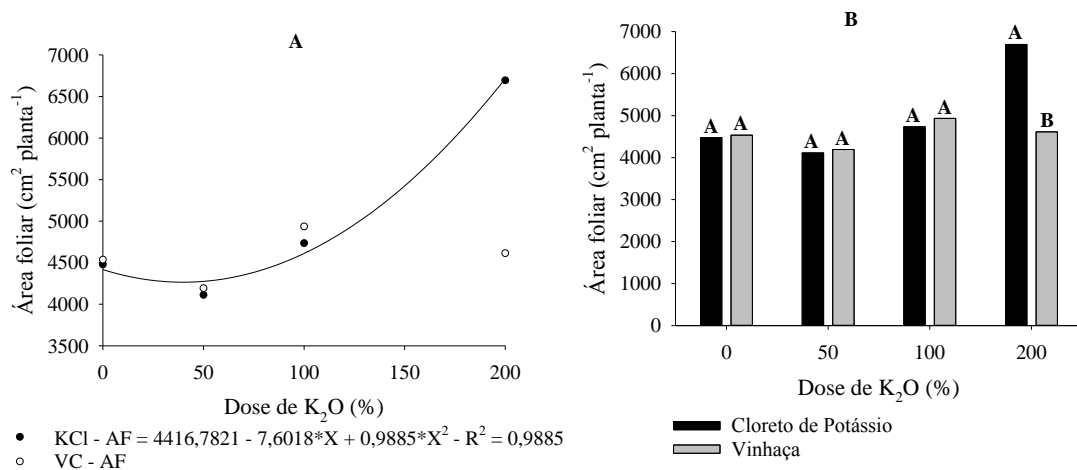 A
Área foliar (cm² planta⁻¹)
7000
6500
6000
5500
5000
4500
4000
3500
0 50 100 150 200
Dose de K₂O (%)
● KCl - AF = 4416,7821 - 7,6018*X + 0,9885*X² - R² = 0,9885
○ VC - AF
B
Área foliar (cm² planta⁻¹)
7000
6000
5000
4000
3000
2000
1000
0
A A A A A A A B
0 50 100 200
Dose de K₂O (%)
Cloreto de Potássio
Vinhaça